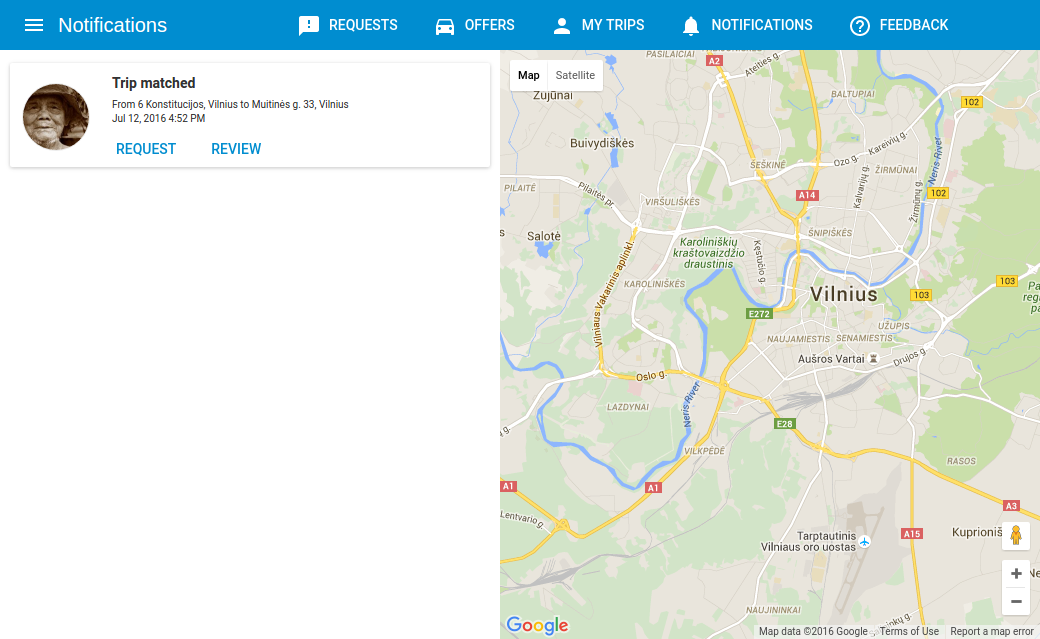 Notifications
REQUESTS
OFFERS
MY TRIPS
NOTIFICATIONS
FEEDBACK
Trip matched
From 6 Konstitucijos, Vilnius to Muitinės g. 33, Vilnius
Jul 12, 2016 4:52 PM
REQUEST
REVIEW
PASILAIČIAI
A2
Ateities g.
Map
Satellite
Zujūnai
BALTUPIAI
102
Buivydiškės
Kareivių g.
Neris River
ŠEŠKINĖ
Ozo g.
ŽIRMŪNAI
PILAITĖ
Pilaitės pr.
Kalvarijų g.
A14
102
VIRŠULIŠKĖS
Žirmūnų g.
Salotė
ŠNIPIŠKĖS
Karoliniškių
kraštovaizdžio
draustinis
Kęstučio g.
Vilniaus Vakarinis aplinkl.
KAROLINIŠKĖS
103
Vilnius
103
E272
UŽUPIS
NAUJAMIESTIS
SENAMIESTIS
Aušros Vartai
Drujos g.
Oslo g.
Neris River
LAZDYNAI
E28
VILKPĖDĖ
RASOS
A1
A1
A3
Lentvario g.
A15
Tarptautinis
Vilniaus oro uostas
NAUJININKAI
Google
Map data ©2016 Google
Terms of Use
Report a map error